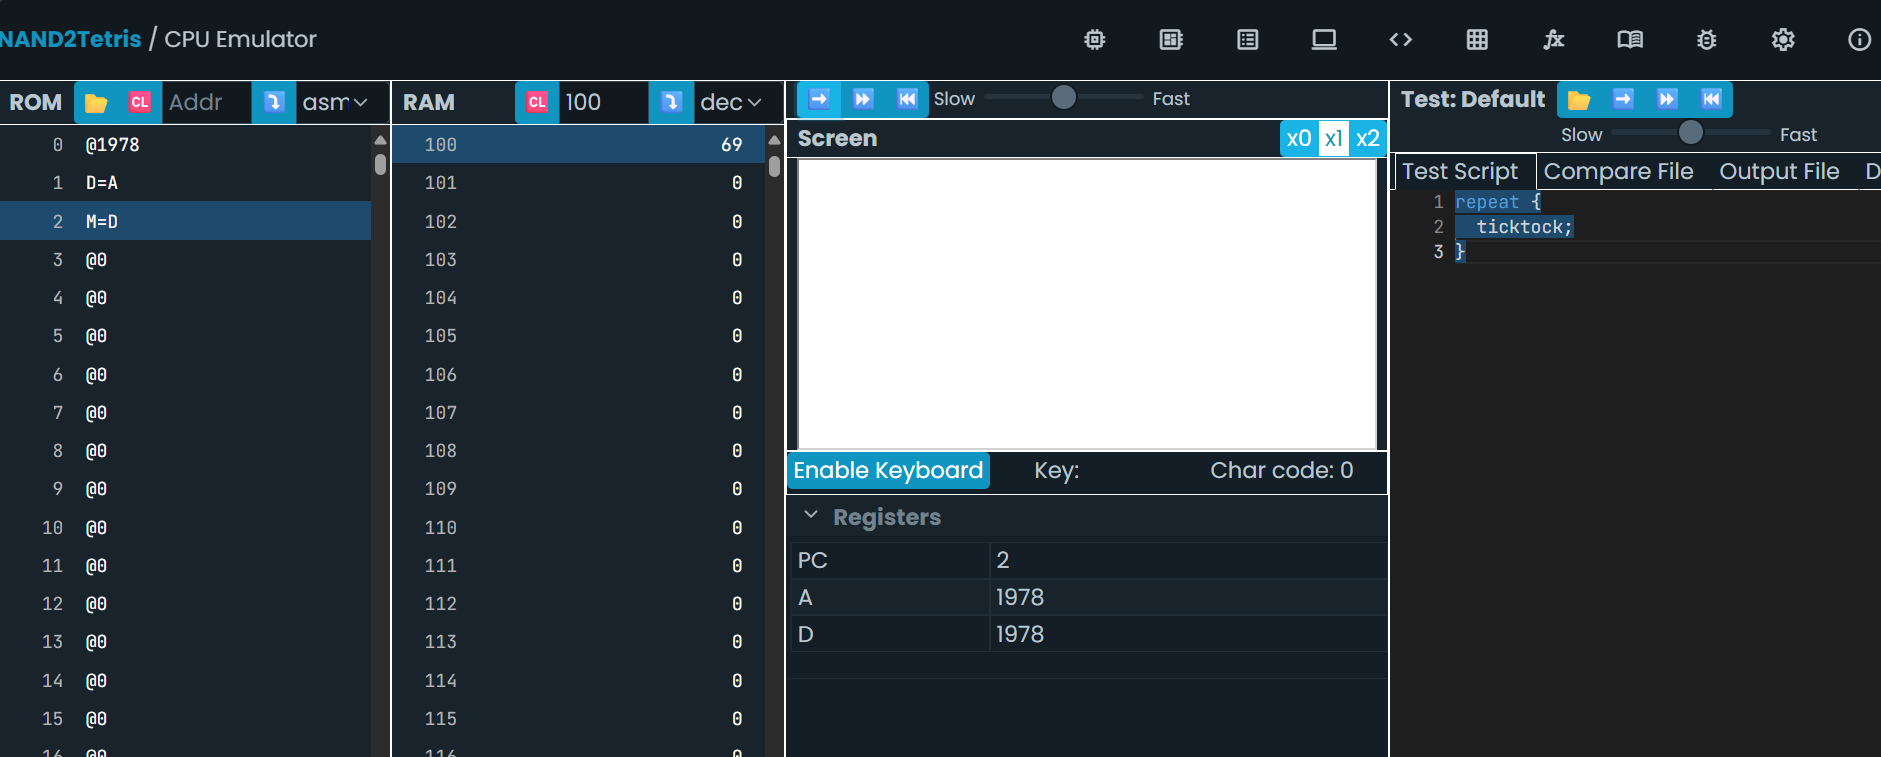 NAND2Tetris / CPU Emulator
ROM CL Addr asm
0 @1978
1 D=A
2 M=D
3 @0
4 @0
5 @0
6 @0
7 @0
8 @0
9 @0
10 @0
11 @0
12 @0
13 @0
14 @0
15 @0
16 @0
RAM CL 100 dec
100 69
101 0
102 0
103 0
104 0
105 0
106 0
107 0
108 0
109 0
110 0
111 0
112 0
113 0
114 0
115 0
116 0
Slow Fast
Screen x0 x1 x2
Enable Keyboard Key: Char code: 0
Registers
PC 2
A 1978
D 1978
Test: Default
Slow Fast
Test Script Compare File Output File D
1 repeat {
2 ticktock;
3 }